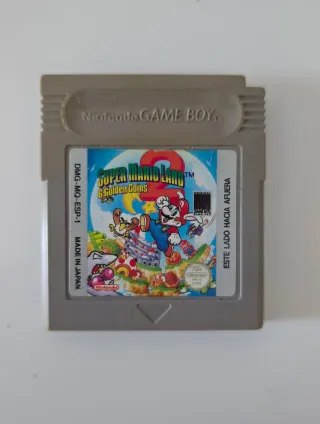 Nintendo GAME BOY
SUPER MARIO LAND 2 TM
6 Golden Coins
DMG-MQ-ESP-1
MADE IN JAPAN
ESTE LADO HACIA AFUERA
Nintendo